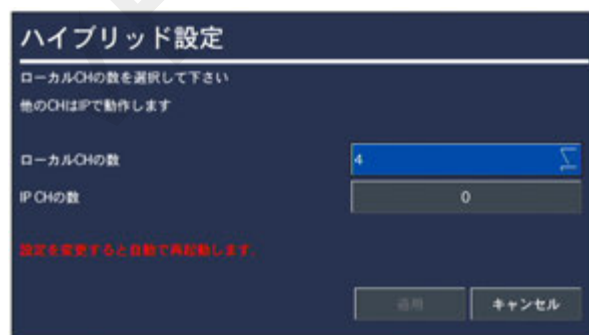 ハイブリッド設定
ローカルCHの数を選択して下さい
他のCHはIPで動作します
ローカルCHの数 4
IP CHの数 0
設定を変更すると自動で再起動します.
適用 キャンセル